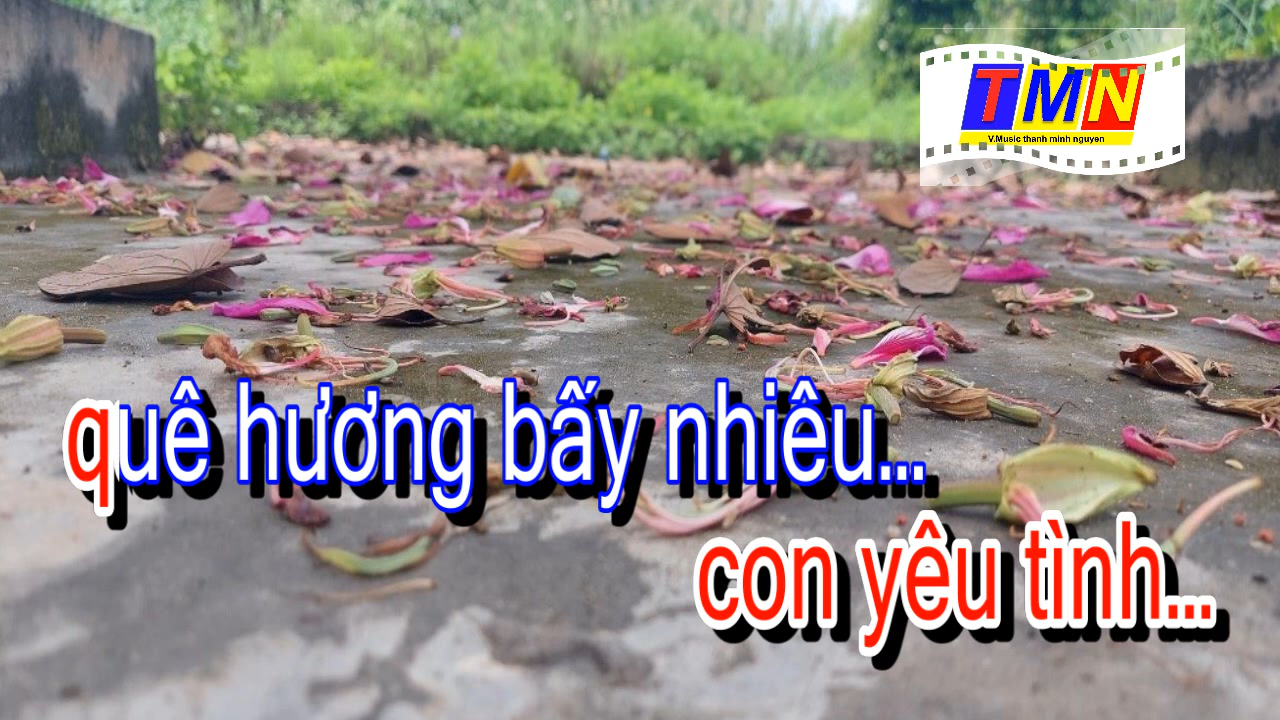 TMN
V.Music thanh minh nguyen
quê hương bấy nhiêu...
con yêu tình...